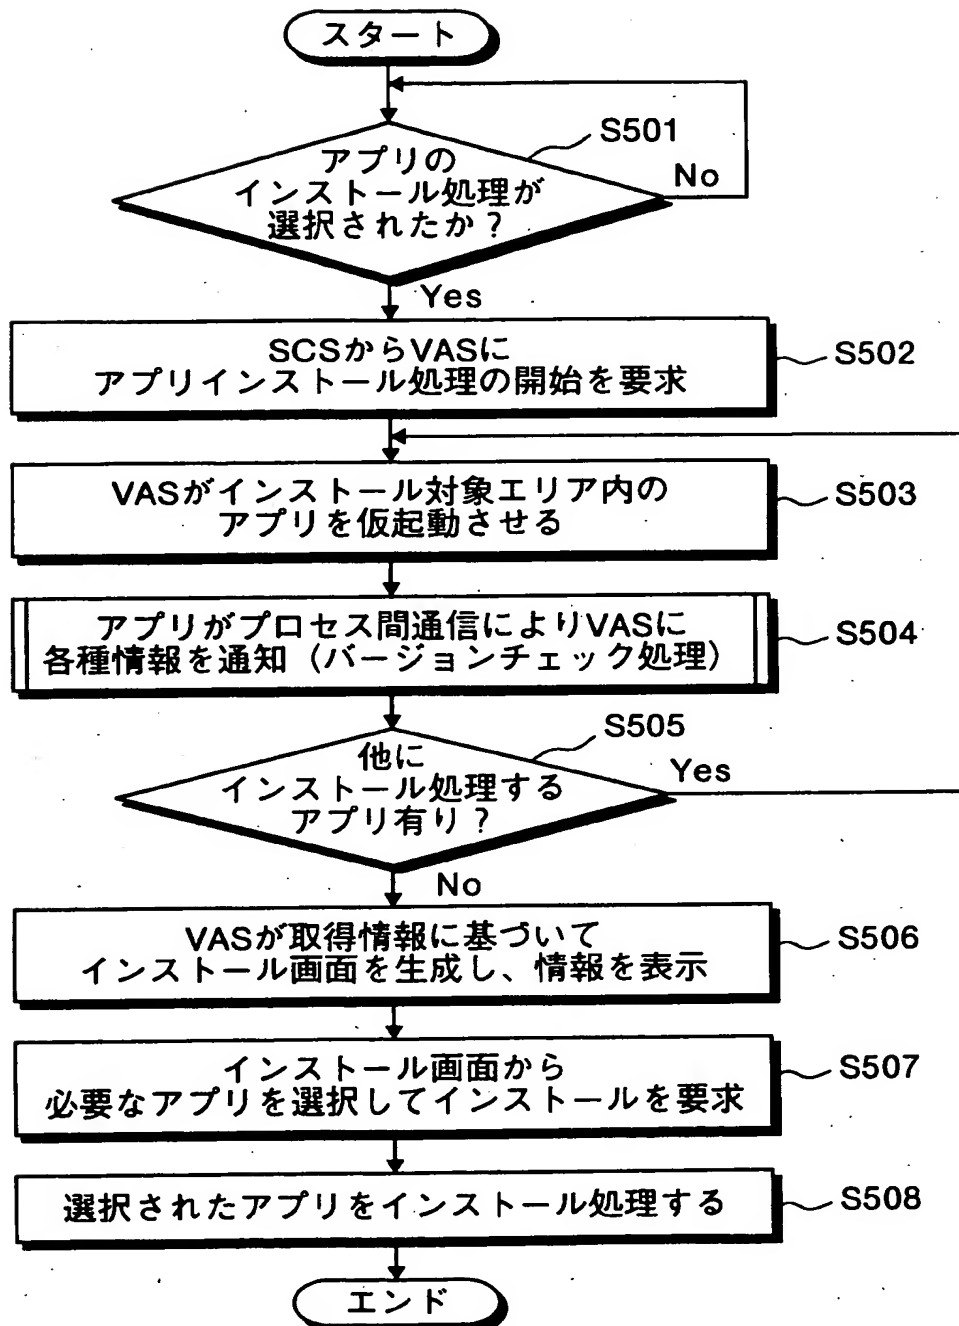 スタート
アプリの
インストール処理が
選択されたか？
S501
No
Yes
SCSからVASに
アプリインストール処理の開始を要求
S502
VASがインストール対象エリア内の
アプリを仮起動させる
S503
アプリがプロセス間通信によりVASに
各種情報を通知（バージョンチェック処理）
S504
他に
インストール処理する
アプリ有り？
S505
Yes
No
VASが取得情報に基づいて
インストール画面を生成し、情報を表示
S506
インストール画面から
必要なアプリを選択してインストールを要求
S507
選択されたアプリをインストール処理する
S508
エンド